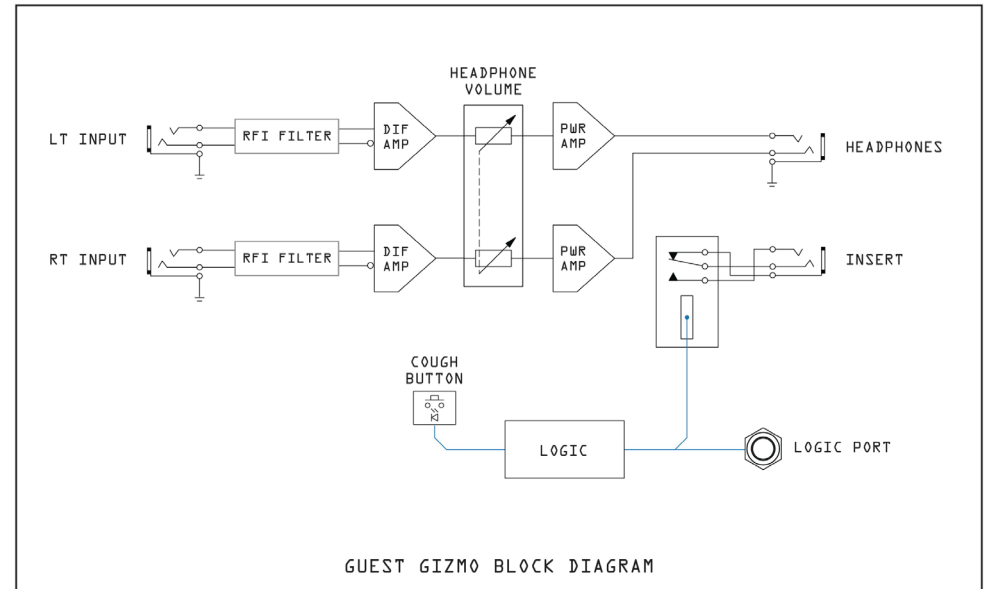 HEADPHONE
VOLUME
LT INPUT
RFI FILTER
DIF
AMP
PWR
AMP
HEADPHONES
RT INPUT
RFI FILTER
DIF
AMP
PWR
AMP
INSERT
COUGH
BUTTON
LOGIC
LOGIC PORT
GUEST GIZMO BLOCK DIAGRAM